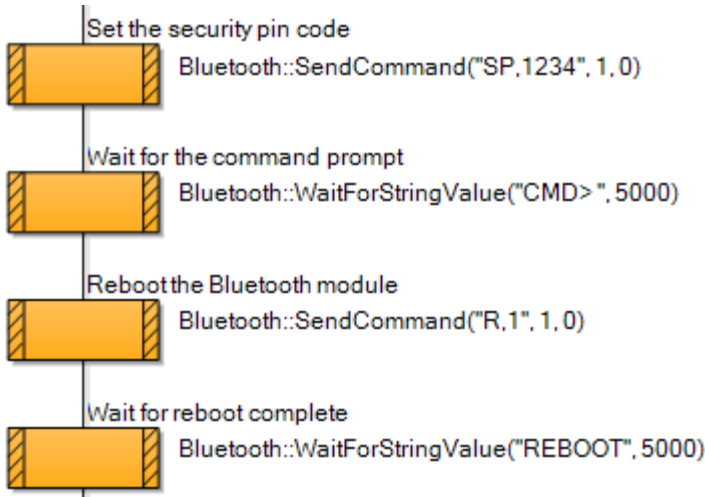 Set the security pin code
Bluetooth::SendCommand("SP,1234", 1, 0)
Wait for the command prompt
Bluetooth::WaitForStringValue("CMD>", 5000)
Reboot the Bluetooth module
Bluetooth::SendCommand("R,1", 1, 0)
Wait for reboot complete
Bluetooth::WaitForStringValue("REBOOT", 5000)